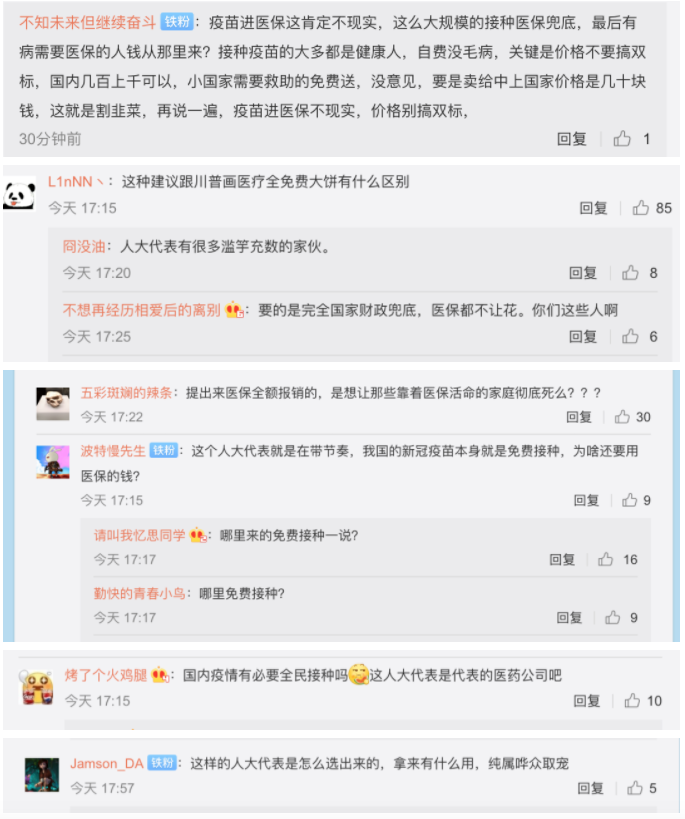 不知未来但继续奋斗 铁粉：疫苗进医保这肯定不现实，这么大规模的接种医保兜底，最后有
病需要医保的人钱从那里来？接种疫苗的大多都是健康人，自费没毛病，关键是价格不要搞双
标，国内几百上千可以，小国家需要救助的免费送，没意见，要是卖给中上国家价格是几十块
钱，这就是割韭菜，再说一遍，疫苗进医保不现实，价格别搞双标，
30分钟前 回复 1
L1nNN丶：这种建议跟川普画医疗全免费大饼有什么区别
今天 17:15 回复 85
冏没油：人大代表有很多滥竽充数的家伙。
今天 17:20 回复 8
不想再经历相爱后的离别：要的是完全国家财政兜底，医保都不让花。你们这些人啊
今天 17:25 回复 6
五彩斑斓的辣条：提出来医保全额报销的，是想让那些靠着医保活命的家庭彻底死么？？？
今天 17:22 回复 30
波特慢先生 铁粉：这个人大代表就是在带节奏，我国的新冠疫苗本身就是免费接种，为啥还要用
医保的钱?
今天 17:15 回复 9
请叫我忆思同学：哪里来的免费接种一说?
今天 17:17 回复 16
勤快的青春小鸟：哪里免费接种?
今天 17:17 回复 9
烤了个火鸡腿：国内疫情有必要全民接种吗这人大代表是代表的医药公司吧
今天 17:15 回复 10
Jamson_DA 铁粉：这样的人大代表是怎么选出来的，拿来有什么用，纯属哗众取宠
今天 17:57 回复 5